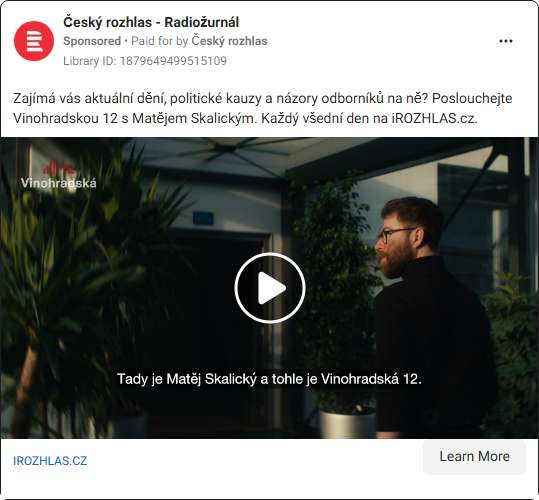 Český rozhlas - Radiožurnál
Sponsored • Paid for by Český rozhlas
Library ID: 1879649499515109
Zajímá vás aktuální dění, politické kauzy a názory odborníků na ně? Poslouchejte
Vinohradskou 12 s Matějem Skalickým. Každý všední den na iROZHLAS.cz.
Vinohradská
Tady je Matěj Skalický a tohle je Vinohradská 12.
IROZHLAS.CZ
Learn More